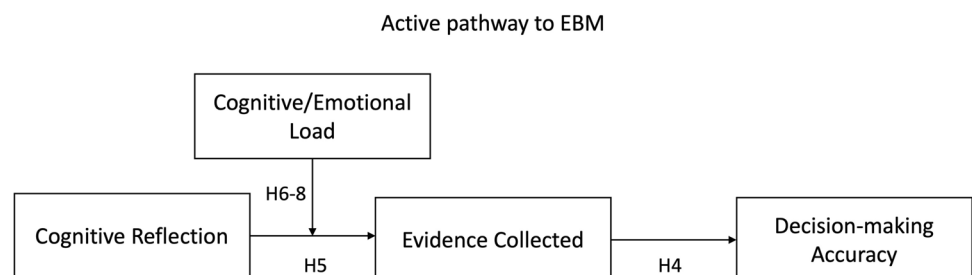 Active pathway to EBM
Cognitive/Emotional
Load
H6-8
Cognitive Reflection
H5
Evidence Collected
H4
Decision-making
Accuracy